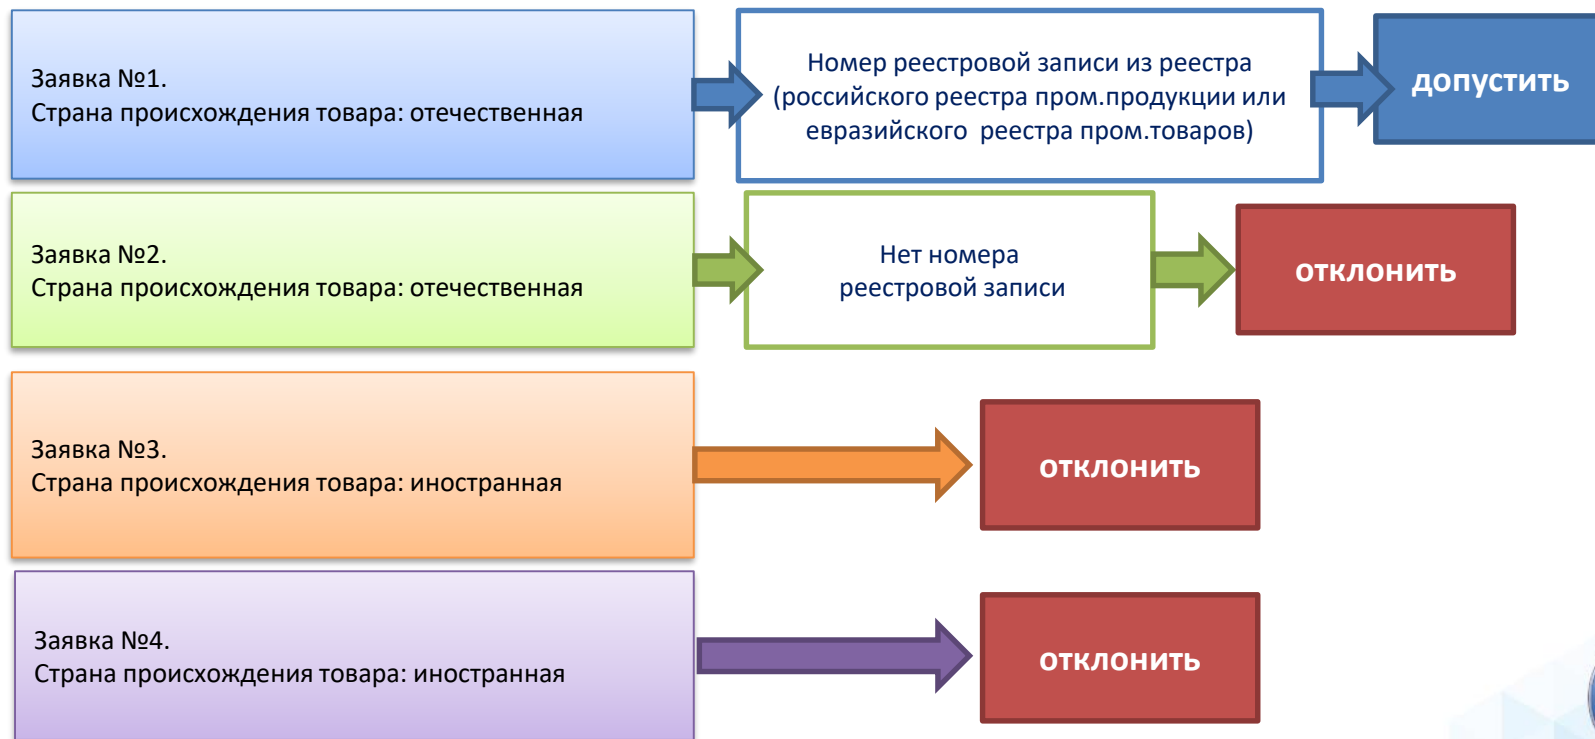 Заявка №1.
Страна происхождения товара: отечественная
Номер реестровой записи из реестра
(российского реестра пром.продукции или
евразийского реестра пром.товаров)
допустить
Заявка №2.
Страна происхождения товара: отечественная
Нет номера
реестровой записи
отклонить
Заявка №3.
Страна происхождения товара: иностранная
отклонить
Заявка №4.
Страна происхождения товара: иностранная
отклонить